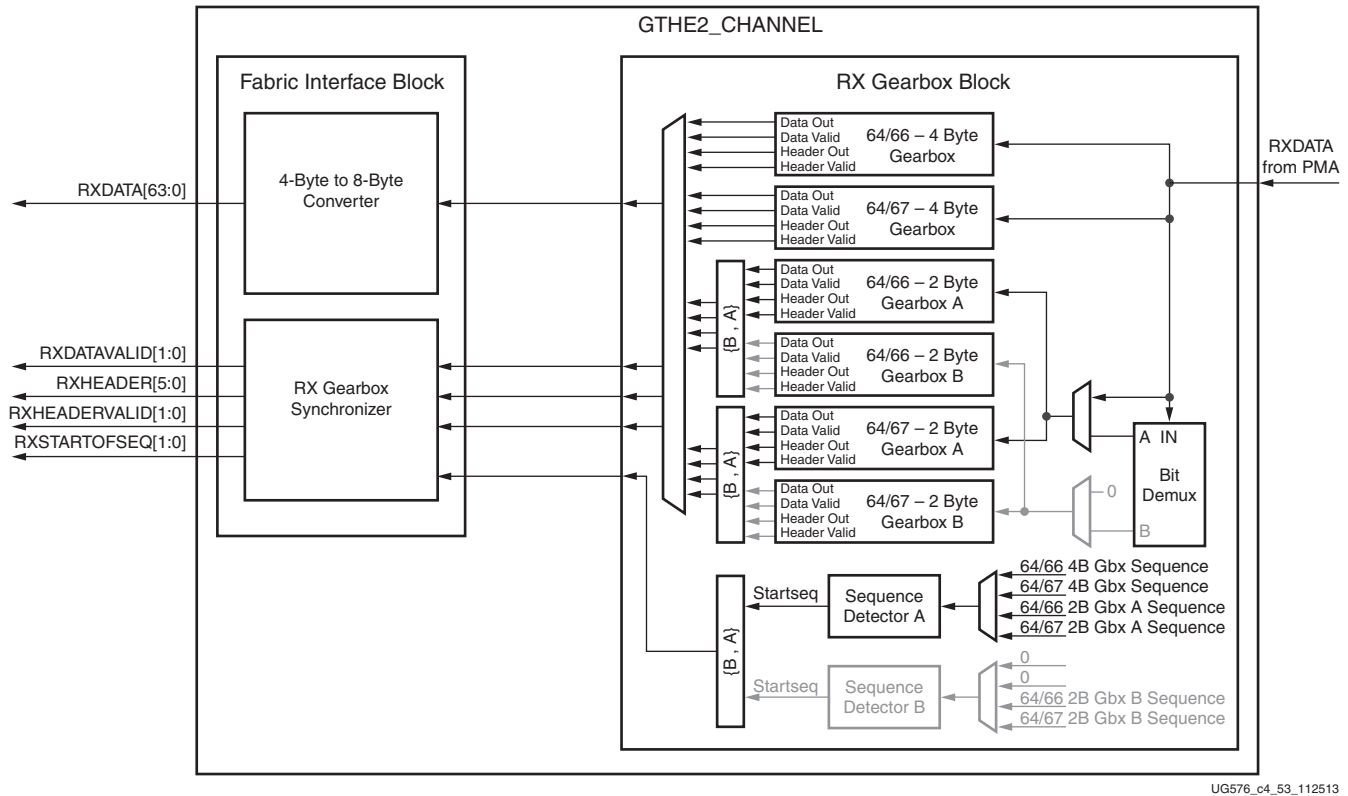 GTHE2_CHANNEL
Fabric Interface Block
4-Byte to 8-Byte
Converter
RX Gearbox
Synchronizer
RXDATA[63:0]
RXDATAVALID[1:0]
RXHEADER[5:0]
RXHEADERVALID[1:0]
RXSTARTOFSEQ[1:0]
RX Gearbox Block
Data Out
Data Valid
Header Out
Header Valid
64/66 – 4 Byte
Gearbox
Data Out
Data Valid
Header Out
Header Valid
64/67 – 4 Byte
Gearbox
{B , A}
Data Out
Data Valid
Header Out
Header Valid
64/66 – 2 Byte
Gearbox A
Data Out
Data Valid
Header Out
Header Valid
64/66 – 2 Byte
Gearbox B
{B , A}
Data Out
Data Valid
Header Out
Header Valid
64/67 – 2 Byte
Gearbox A
Data Out
Data Valid
Header Out
Header Valid
64/67 – 2 Byte
Gearbox B
RXDATA
from PMA
A IN
Bit
Demux
B
0
{B , A}
Startseq
Sequence
Detector A
64/66 4B Gbx Sequence
64/67 4B Gbx Sequence
64/66 2B Gbx A Sequence
64/67 2B Gbx A Sequence
Startseq
Sequence
Detector B
0
0
64/66 2B Gbx B Sequence
64/67 2B Gbx B Sequence
UG576_c4_53_112513